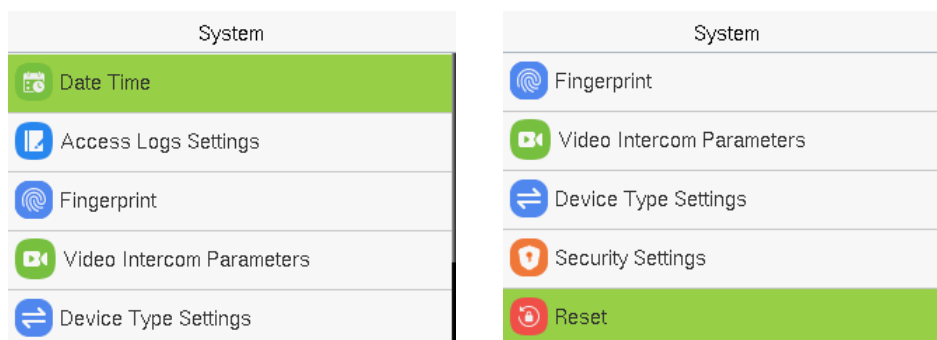 System
Date Time
Access Logs Settings
Fingerprint
Video Intercom Parameters
Device Type Settings
System
Fingerprint
Video Intercom Parameters
Device Type Settings
Security Settings
Reset